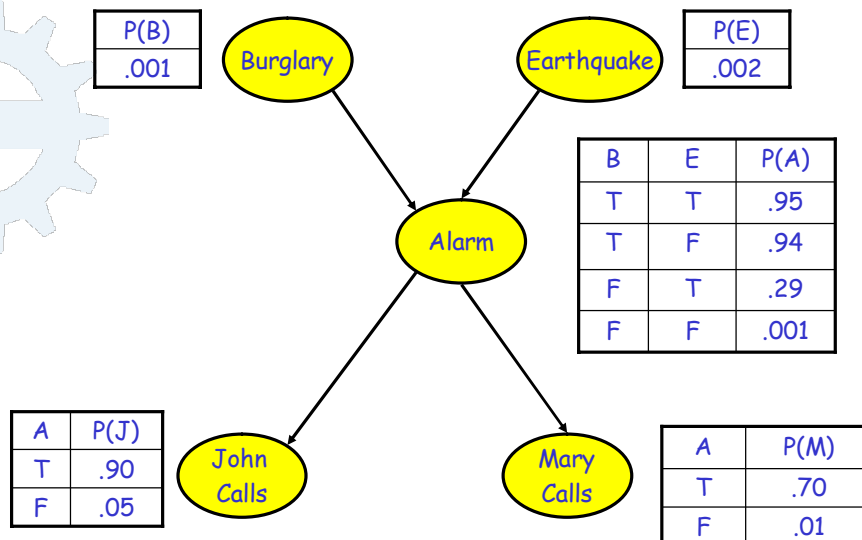 P(B)
.001
Burglary
Earthquake
P(E)
.002
B E P(A)
T T .95
T F .94
F T .29
F F .001
Alarm
A P(J)
T .90
F .05
John
Calls
Mary
Calls
A P(M)
T .70
F .01